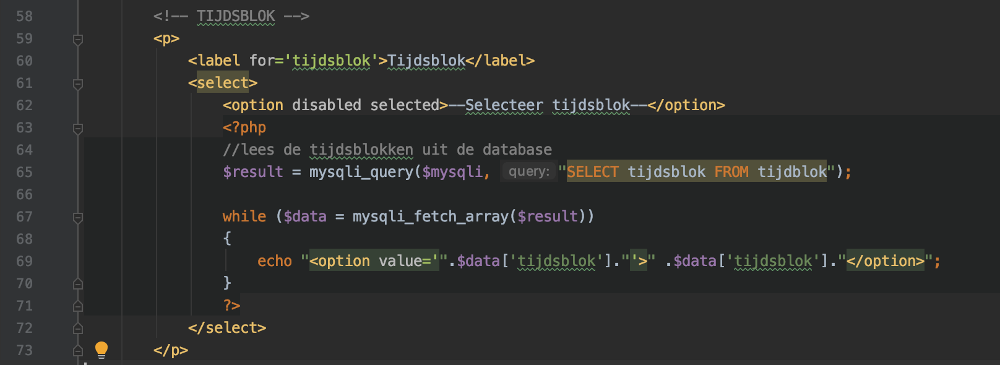 58 <!-- TIJDSBLOK -->
59 <p>
60 <label for='tijdsblok'>Tijdsblok</label>
61 <select>
62 <option disabled selected>--Selecteer tijdsblok--</option>
63 <?php
64 //lees de tijdsblokken uit de database
65 $result = mysqli_query($mysqli, query: "SELECT tijdsblok FROM tijdblok");
66
67 while ($data = mysqli_fetch_array($result))
68 {
69 echo "<option value='".$data['tijdsblok']."'>" .$data['tijdsblok']."</option>";
70 }
71 ?>
72 </select>
73 </p>